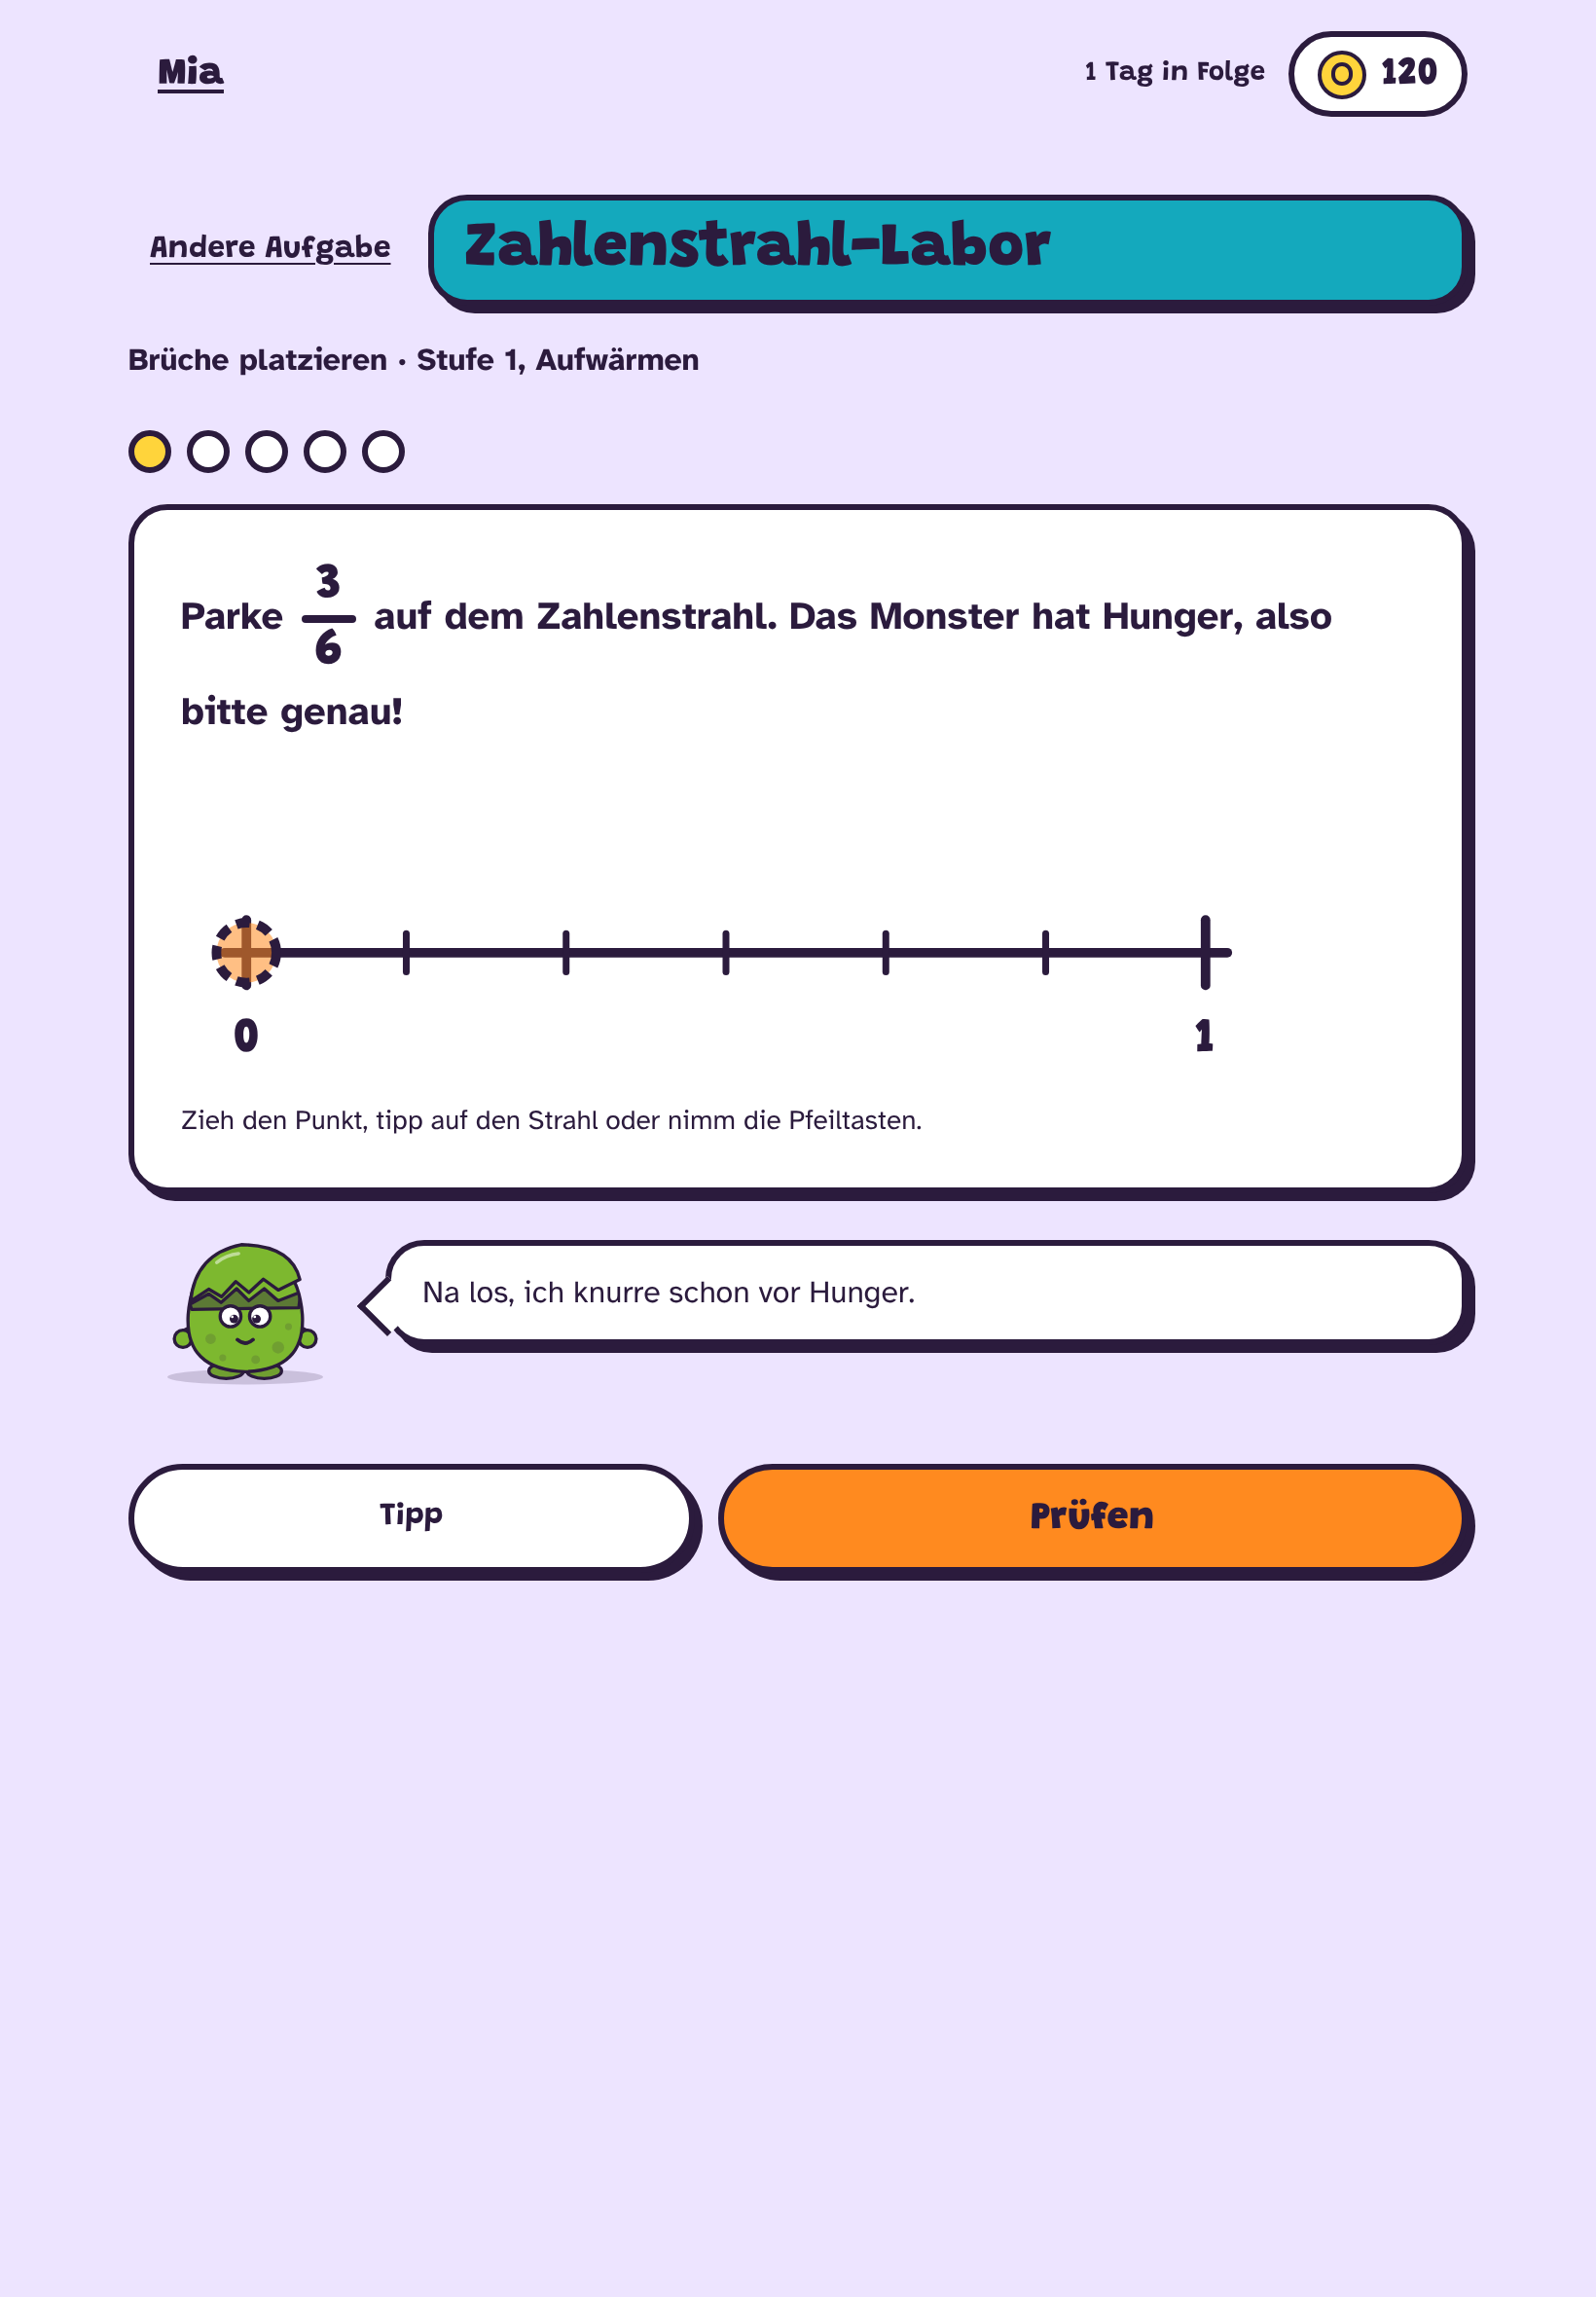 Mia
1 Tag in Folge
120
Andere Aufgabe
Zahlenstrahl-Labor
Brüche platzieren · Stufe 1, Aufwärmen
Parke 3/6 auf dem Zahlenstrahl. Das Monster hat Hunger, also
bitte genau!
0
1
Zieh den Punkt, tipp auf den Strahl oder nimm die Pfeiltasten.
Na los, ich knurre schon vor Hunger.
Tipp
Prüfen